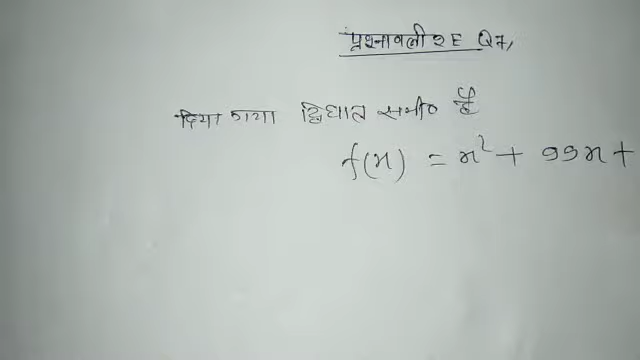 प्रश्नावली 2E Q7,
दिया गया द्विघात समी० है
f(x) = x² + 99x +